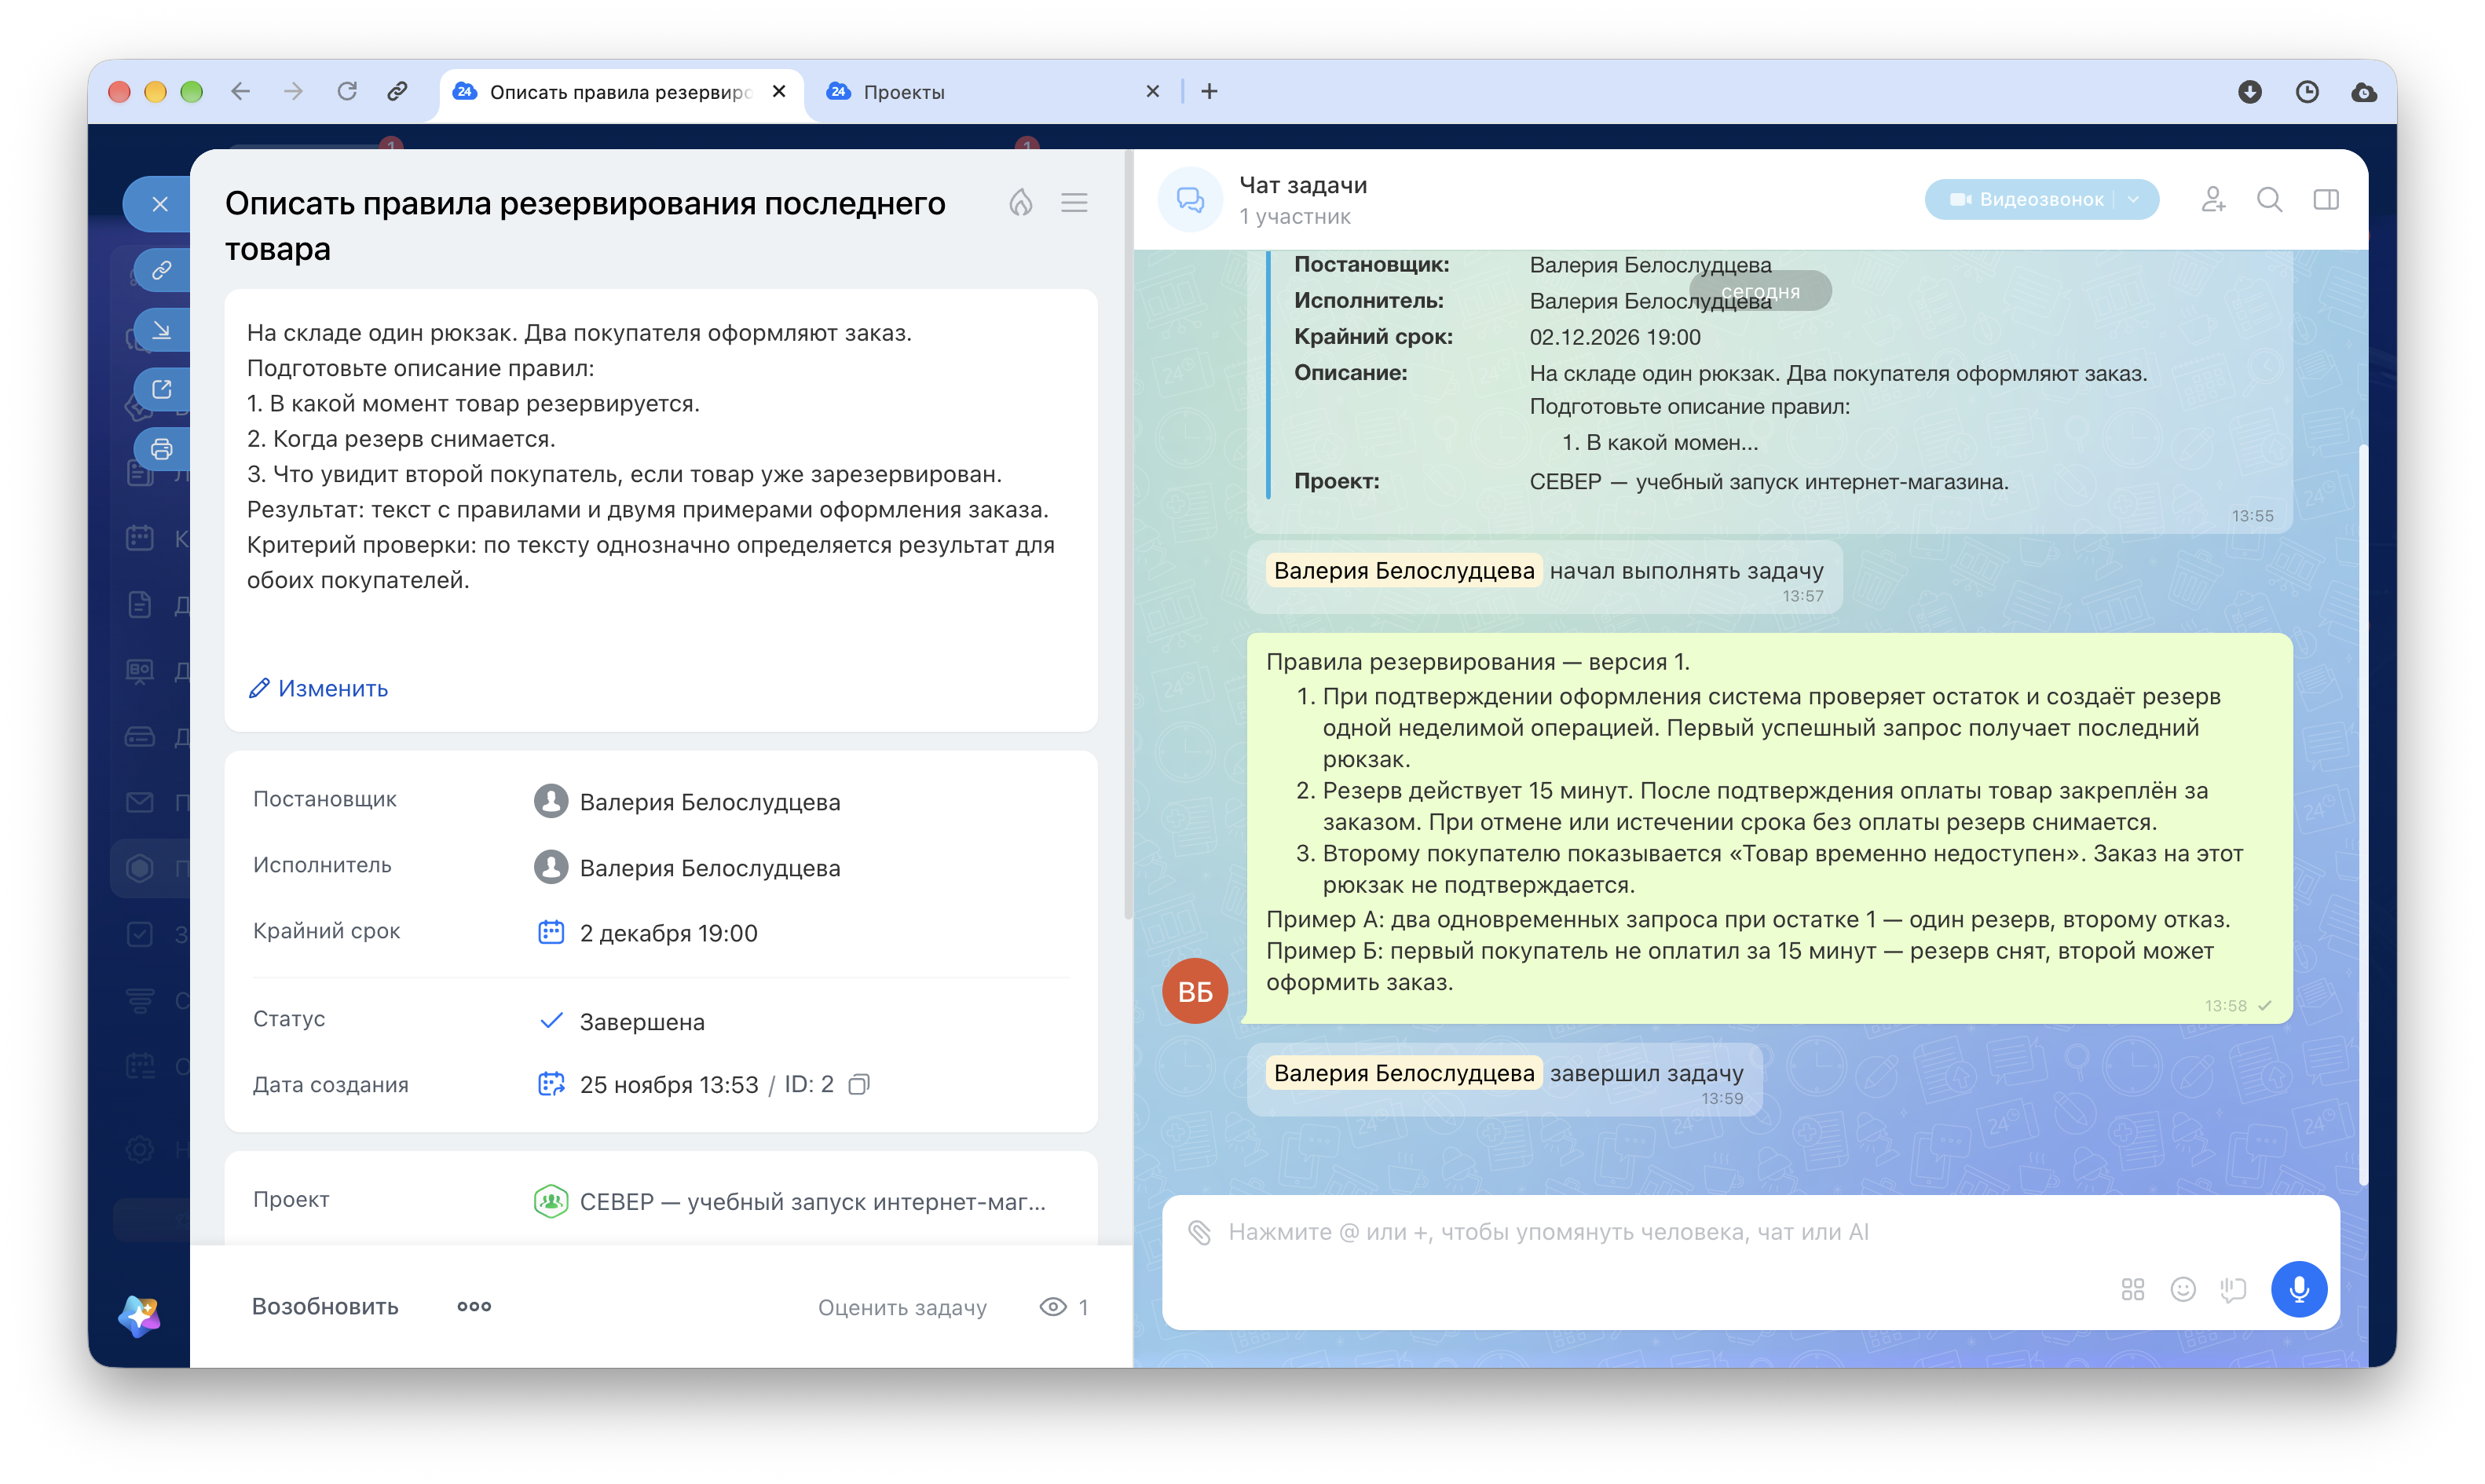 Описать правила резервиро
Проекты
Описать правила резервирования последнего
товара
На складе один рюкзак. Два покупателя оформляют заказ.
Подготовьте описание правил:
1. В какой момент товар резервируется.
2. Когда резерв снимается.
3. Что увидит второй покупатель, если товар уже зарезервирован.
Результат: текст с правилами и двумя примерами оформления заказа.
Критерий проверки: по тексту однозначно определяется результат для
обоих покупателей.
Изменить
Постановщик Валерия Белослудцева
Исполнитель Валерия Белослудцева
Крайний срок 2 декабря 19:00
Статус Завершена
Дата создания 25 ноября 13:53 / ID: 2
Проект СЕВЕР — учебный запуск интернет-маг...
Возобновить Оценить задачу 1
Чат задачи
1 участник
Видеозвонок
сегодня
Постановщик: Валерия Белослудцева
Исполнитель: Валерия Белослудцева
Крайний срок: 02.12.2026 19:00
Описание: На складе один рюкзак. Два покупателя оформляют заказ.
Подготовьте описание правил:
1. В какой момен...
Проект: СЕВЕР — учебный запуск интернет-магазина.
13:55
Валерия Белослудцева начал выполнять задачу
13:57
Правила резервирования — версия 1.
1. При подтверждении оформления система проверяет остаток и создаёт резерв
одной неделимой операцией. Первый успешный запрос получает последний
рюкзак.
2. Резерв действует 15 минут. После подтверждения оплаты товар закреплён за
заказом. При отмене или истечении срока без оплаты резерв снимается.
3. Второму покупателю показывается «Товар временно недоступен». Заказ на этот
рюкзак не подтверждается.
Пример А: два одновременных запроса при остатке 1 — один резерв, второму отказ.
Пример Б: первый покупатель не оплатил за 15 минут — резерв снят, второй может
оформить заказ.
13:58
ВБ
Валерия Белослудцева завершил задачу
13:59
Нажмите @ или +, чтобы упомянуть человека, чат или AI